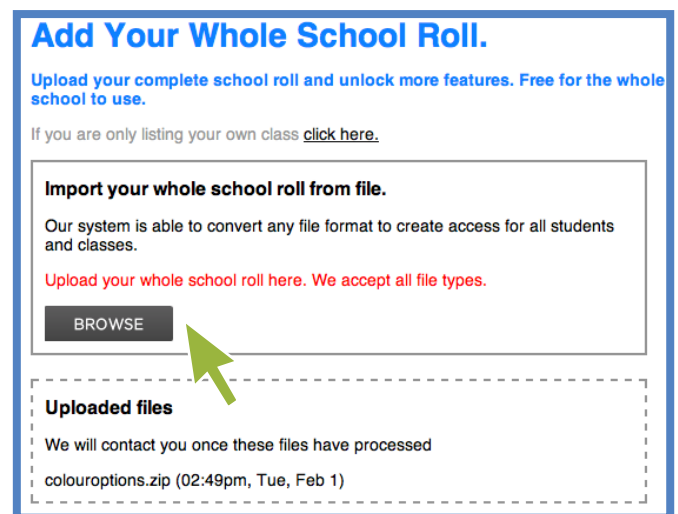 Add Your Whole School Roll.
Upload your complete school roll and unlock more features. Free for the whole
school to use.
If you are only listing your own class click here.
Import your whole school roll from file.
Our system is able to convert any file format to create access for all students
and classes.
Upload your whole school roll here. We accept all file types.
BROWSE
Uploaded files
We will contact you once these files have processed
colouroptions.zip (02:49pm, Tue, Feb 1)